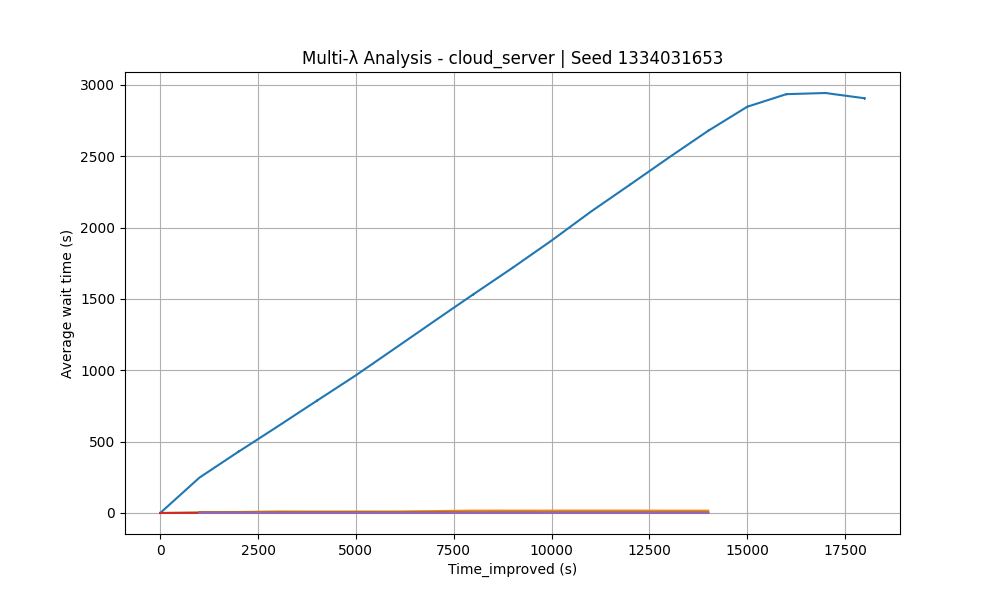 Multi-λ Analysis - cloud_server | Seed 1334031653
3000
2500
2000
1500
1000
500
0
Average wait time (s)
0 2500 5000 7500 10000 12500 15000 17500
Time_improved (s)